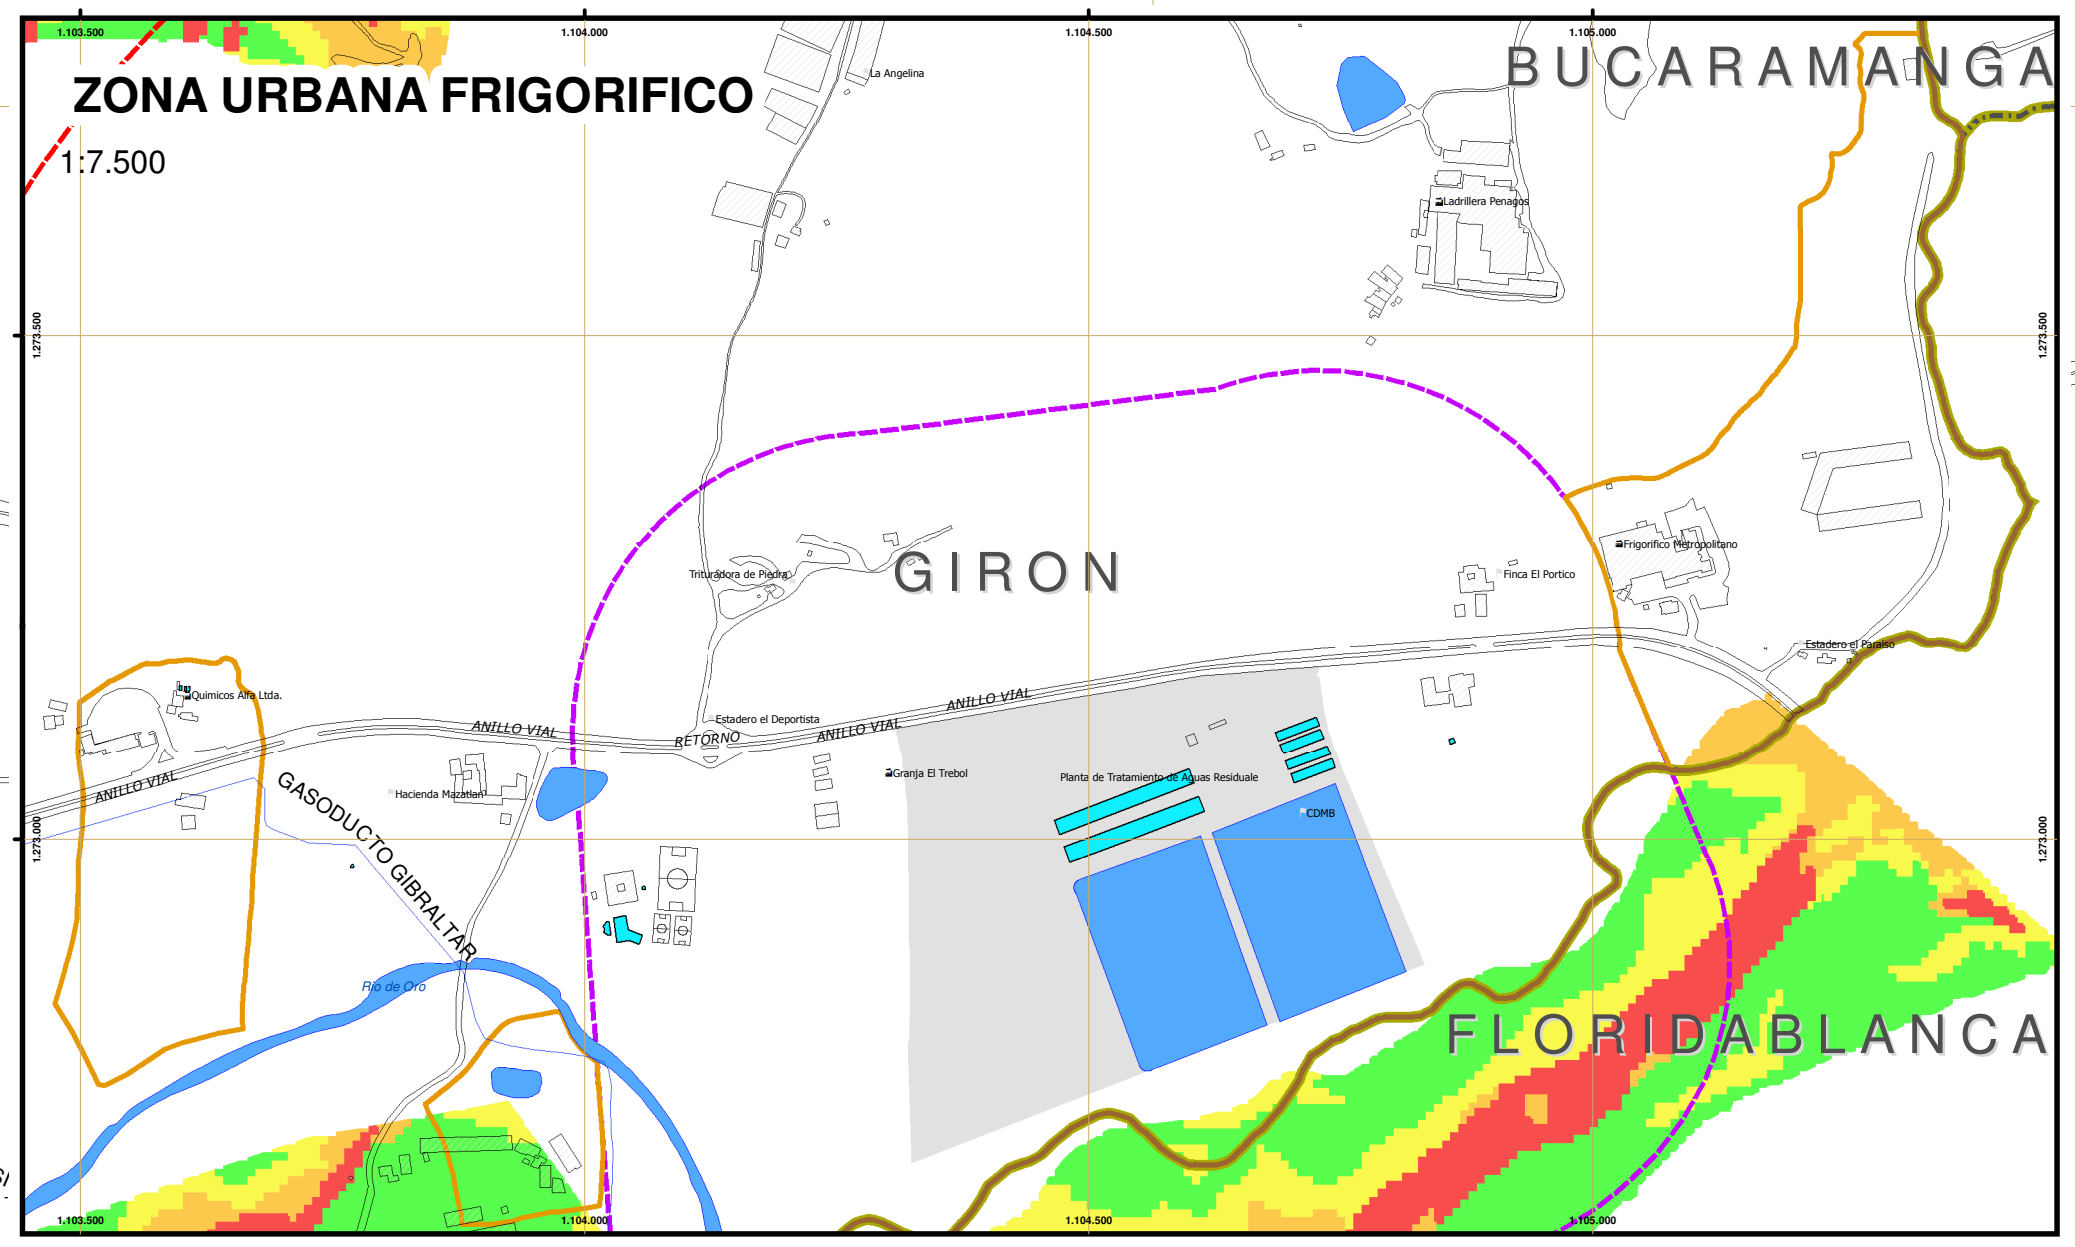 1.103.500
1.104.000
1.104.500
1.105.000
BUCARAMANGA
La Angelina
ZONA URBANA FRIGORIFICO
1:7.500
Ladrillera Penagos
1.273.500
1.273.500
GIRON
Frigorifico Metropolitano
Trituradora de Piedra
Finca El Portico
Estadero el Paraiso
Quimicos Alfa Ltda.
ANILLO VIAL
Estadero el Deportista
ANILLO VIAL
RETORNO
ANILLO VIAL
Granja El Trebol
Planta de Tratamiento de Aguas Residuale
ANILLO VIAL
Hacienda Mazatlan
GASODUCTO GIBRALTAR
CDMB
1.273.000
1.273.000
Rio de Oro
FLORIDABLANCA
1.103.500
1.104.000
1.104.500
1.105.000